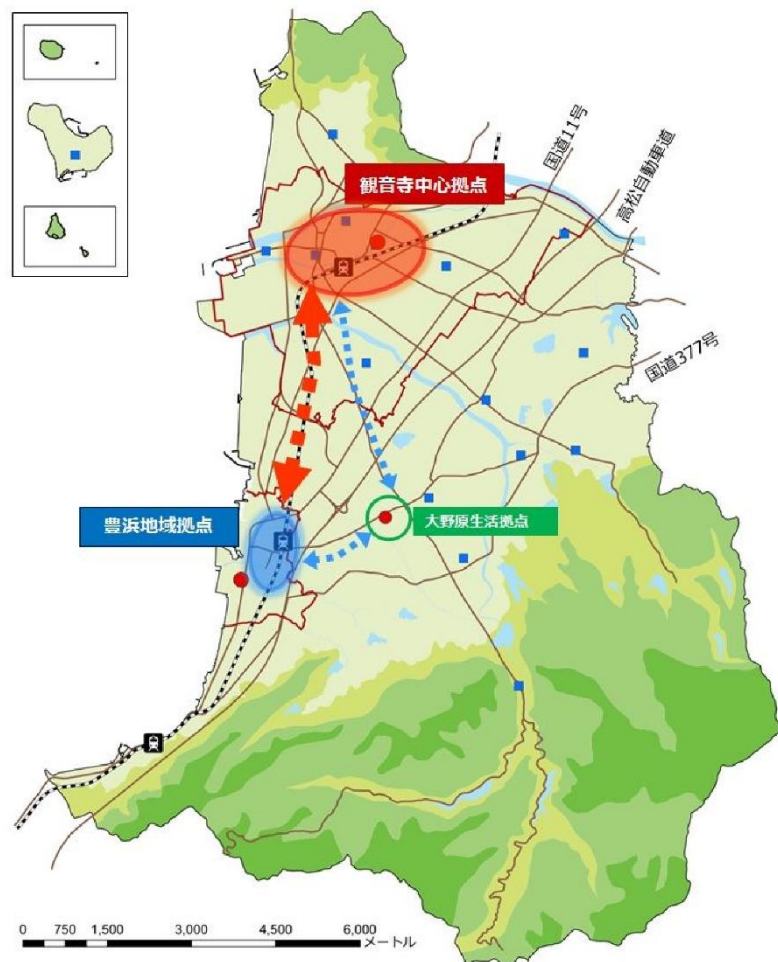 国道11号
高松自動車道
観音寺中心拠点
国道377号
豊浜地域拠点
大野原生活拠点
0 750 1,500 3,000 4,500 6,000
メートル